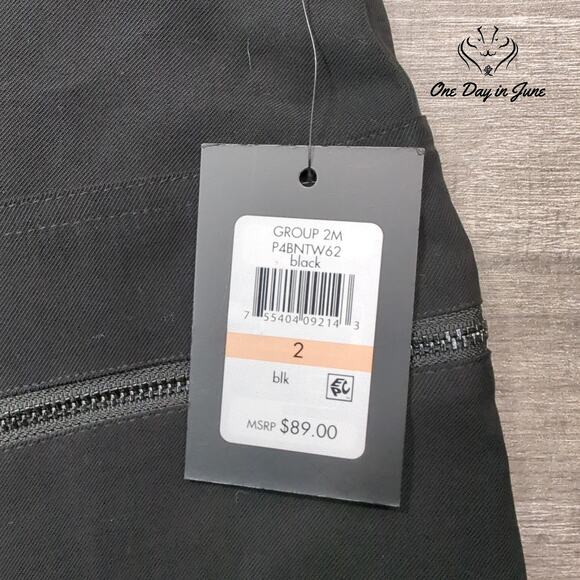 One Day in June
GROUP 2M
P4BNTW62
black
7 55404 09214 3
2
blk
MSRP $89.00